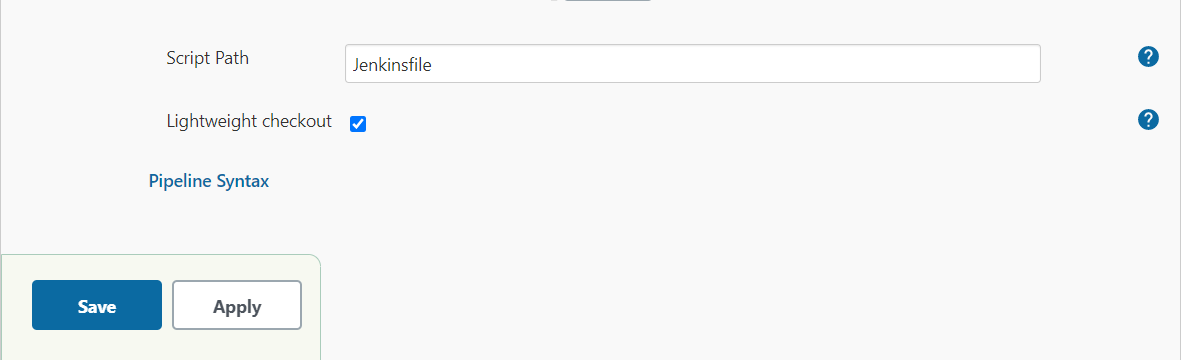 Script Path
Jenkinsfile
?
Lightweight checkout
?
Pipeline Syntax
Save
Apply